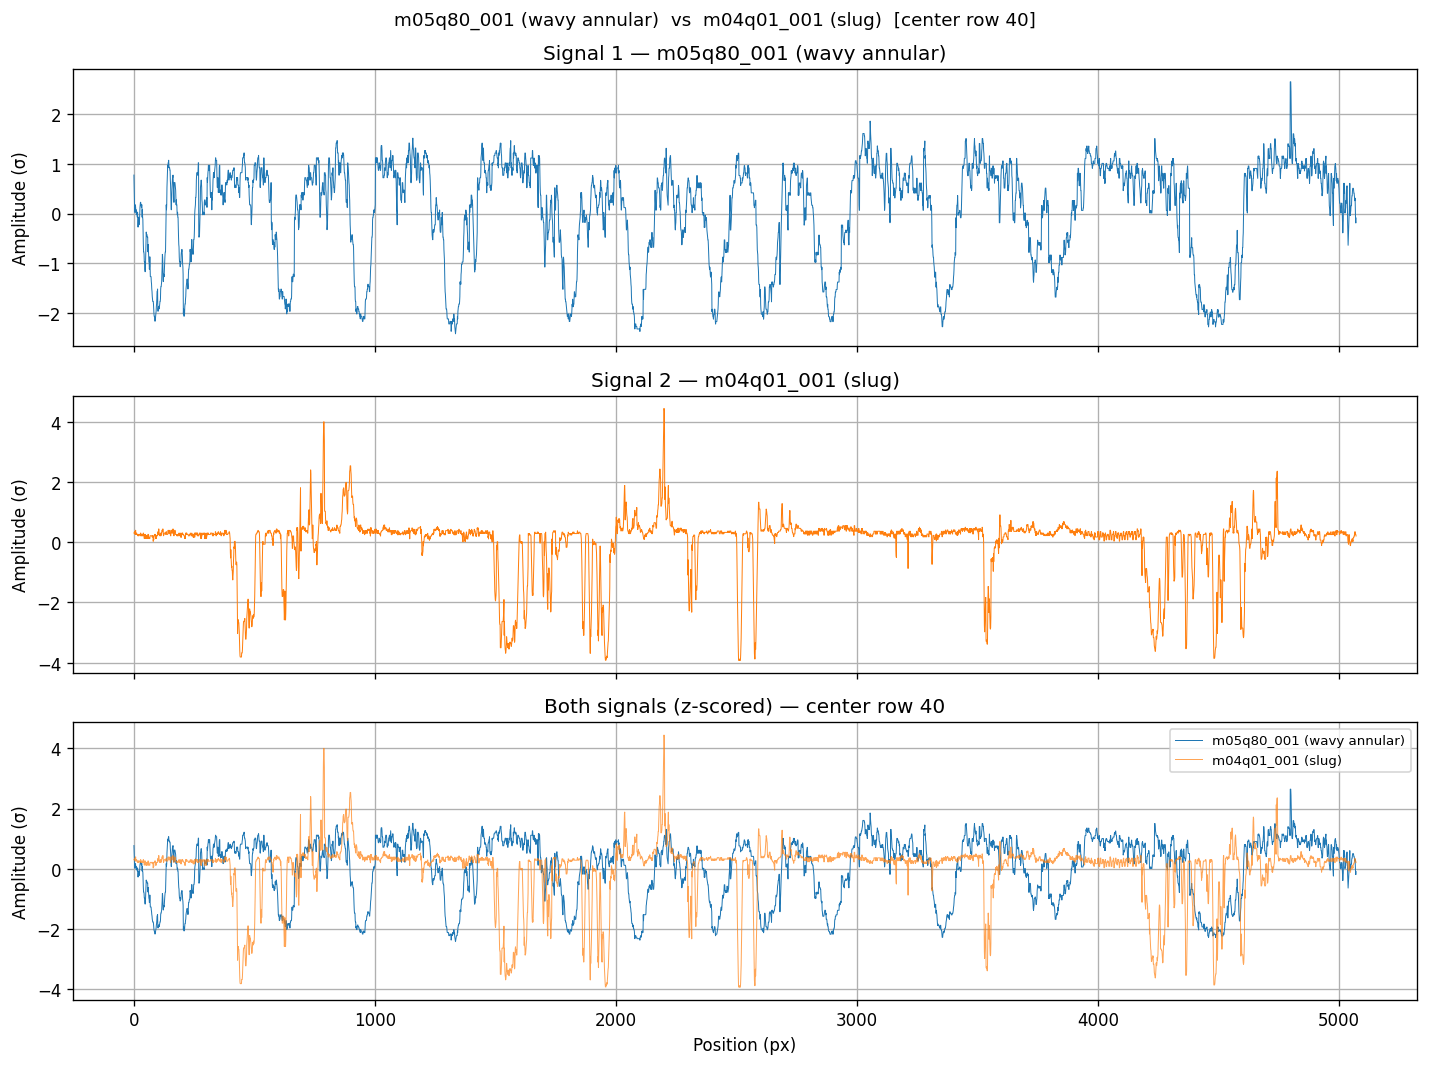 m05q80_001 (wavy annular)  vs  m04q01_001 (slug)  [center row 40]
Signal 1 — m05q80_001 (wavy annular)
Amplitude (σ)
2
1
0
−1
−2
Signal 2 — m04q01_001 (slug)
Amplitude (σ)
4
2
0
−2
−4
Both signals (z-scored) — center row 40
m05q80_001 (wavy annular)
m04q01_001 (slug)
Amplitude (σ)
4
2
0
−2
−4
0 1000 2000 3000 4000 5000
Position (px)